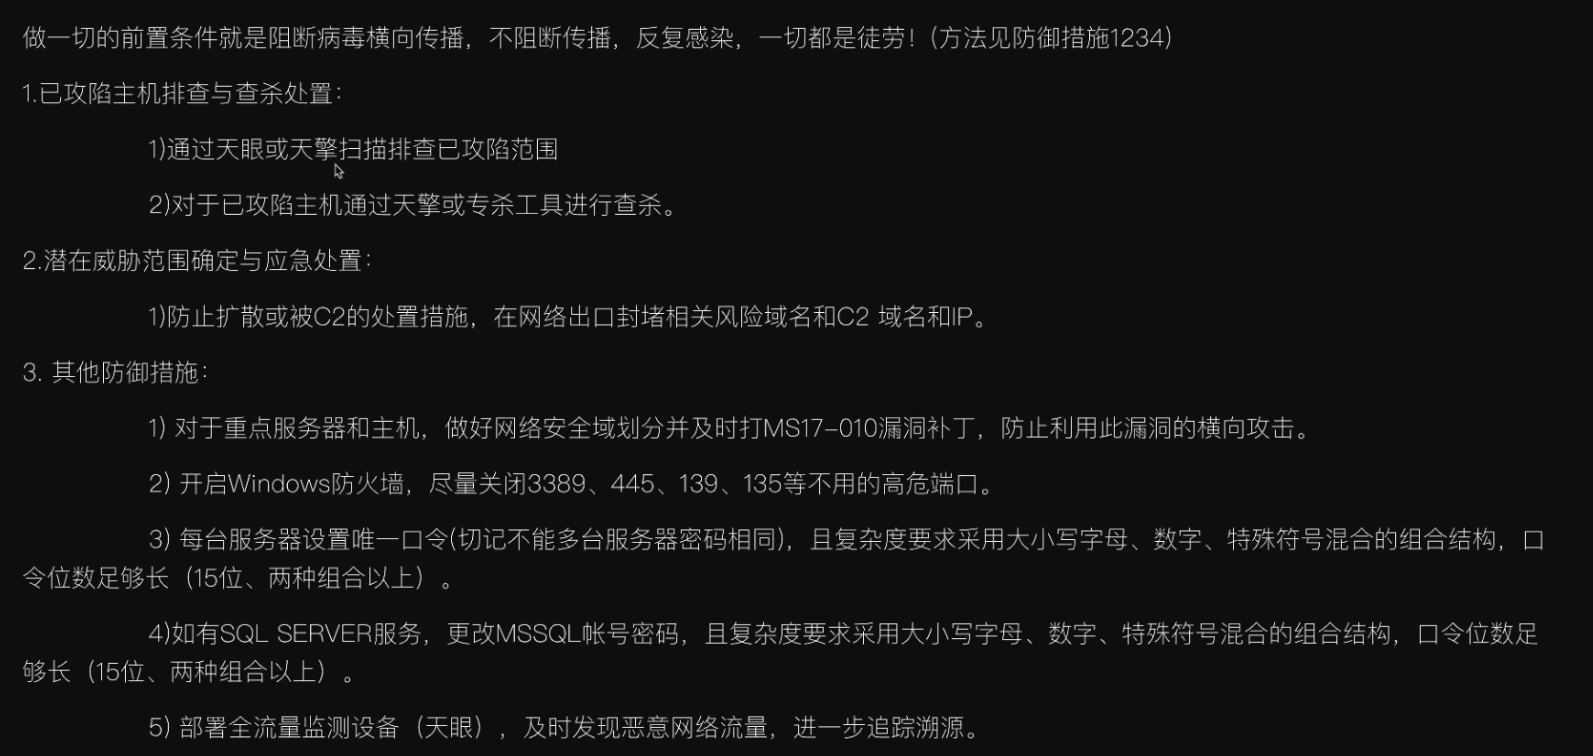 做一切的前置条件就是阻断病毒横向传播，不阻断传播，反复感染，一切都是徒劳！(方法见防御措施1234)
1.已攻陷主机排查与查杀处置：
1)通过天眼或天擎扫描排查已攻陷范围
2)对于已攻陷主机通过天擎或专杀工具进行查杀。
2.潜在威胁范围确定与应急处置：
1)防止扩散或被C2的处置措施，在网络出口封堵相关风险域名和C2 域名和IP。
3. 其他防御措施：
1) 对于重点服务器和主机，做好网络安全域划分并及时打MS17-010漏洞补丁，防止利用此漏洞的横向攻击。
2) 开启Windows防火墙，尽量关闭3389、445、139、135等不用的高危端口。
3) 每台服务器设置唯一口令(切记不能多台服务器密码相同)，且复杂度要求采用大小写字母、数字、特殊符号混合的组合结构，口
令位数足够长（15位、两种组合以上）。
4)如有SQL SERVER服务，更改MSSQL帐号密码，且复杂度要求采用大小写字母、数字、特殊符号混合的组合结构，口令位数足
够长（15位、两种组合以上）。
5) 部署全流量监测设备（天眼），及时发现恶意网络流量，进一步追踪溯源。